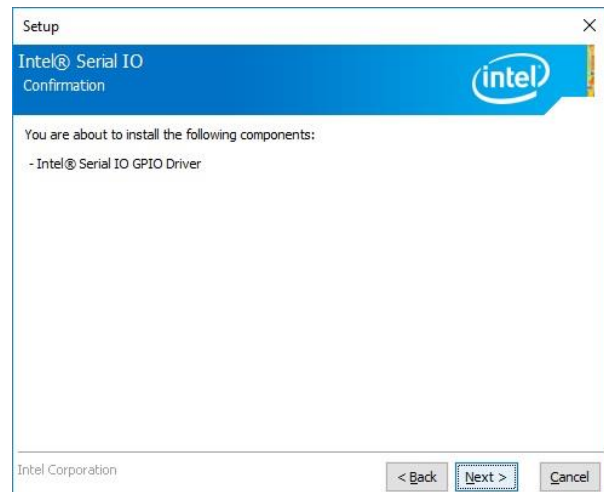 Setup
Intel® Serial IO
Confirmation
intel
You are about to install the following components:
- Intel® Serial IO GPIO Driver
Intel Corporation
< Back Next > Cancel